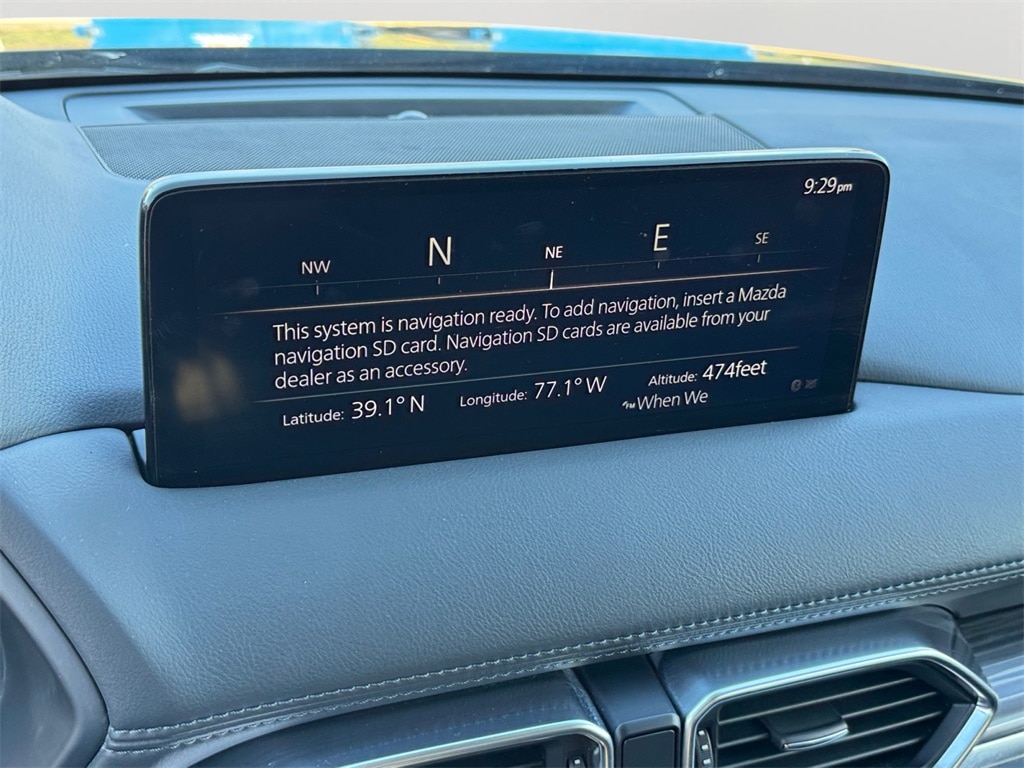 9:29pm
NW N NE E SE
This system is navigation ready. To add navigation, insert a Mazda
navigation SD card. Navigation SD cards are available from your
dealer as an accessory.
Latitude: 39.1° N Longitude: 77.1° W Altitude: 474feet
FM When We